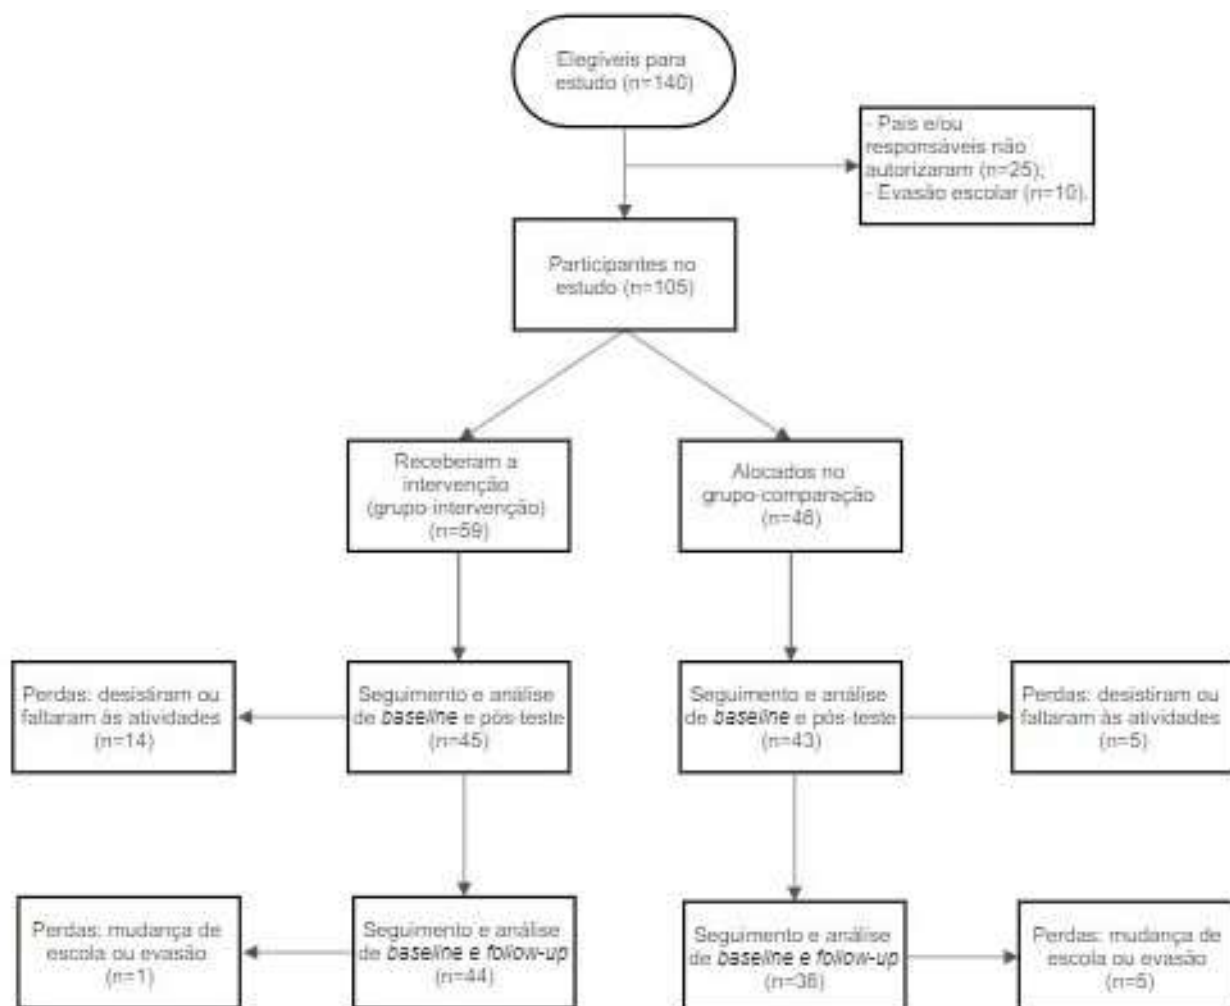 Elegíveis para
estudo (n=140)
- Pais e/ou
responsáveis não
autorizaram (n=25);
- Evasão escolar (n=10).
Participantes no
estudo (n=105)
Receberam a
intervenção
(grupo-intervenção)
(n=59)
Alocados no
grupo-comparação
(n=46)
Perdas: desistiram ou
faltaram às atividades
(n=14)
Seguimento e análise
de baseline e pós-teste
(n=45)
Seguimento e análise
de baseline e pós-teste
(n=43)
Perdas: desistiram ou
faltaram às atividades
(n=5)
Perdas: mudança de
escola ou evasão
(n=1)
Seguimento e análise
de baseline e follow-up
(n=44)
Seguimento e análise
de baseline e follow-up
(n=38)
Perdas: mudança de
escola ou evasão
(n=5)